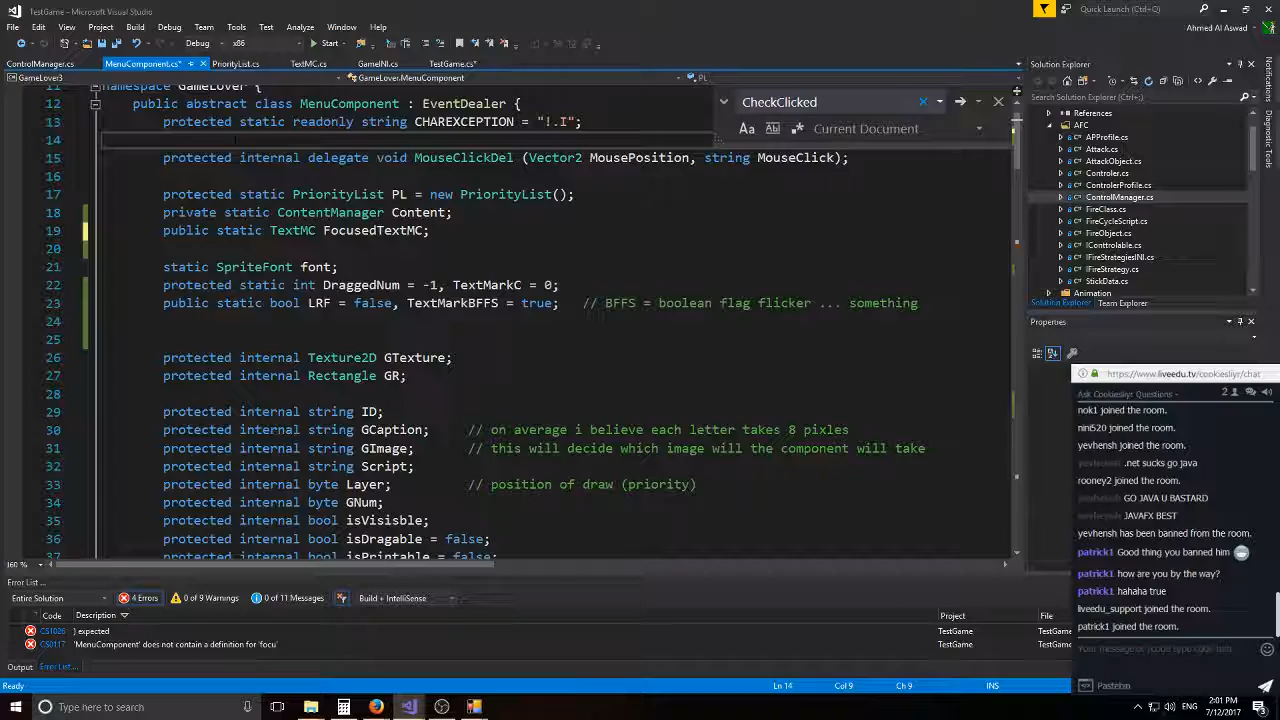 TestGame - Microsoft Visual Studio
Quick Launch (Ctrl+Q)
File Edit View Project Build Debug Team Tools Test Analyze Window Help
Ahmed Al Aswad
Debug x86 Start
ControlManager.cs MenuComponent.cs* PriorityList.cs TextMC.cs GameINI.cs TestGame.cs*
GameLover3 GameLover.MenuComponent PL
11 namespace GameLover {
12 public abstract class MenuComponent : EventDealer {
13 protected static readonly string CHAREXCEPTION = "!.I";
14
15 protected internal delegate void MouseClickDel (Vector2 MousePosition, string MouseClick);
16
17 protected static PriorityList PL = new PriorityList();
18 private static ContentManager Content;
19 public static TextMC FocusedTextMC;
20
21 static SpriteFont font;
22 protected static int DraggedNum = -1, TextMarkC = 0;
23 public static bool LRF = false, TextMarkBFFS = true; // BFFS = boolean flag flicker ... something
24
25
26 protected internal Texture2D GTexture;
27 protected internal Rectangle GR;
28
29 protected internal string ID;
30 protected internal string GCaption; // on average i believe each letter takes 8 pixles
31 protected internal string GImage; // this will decide which image will the component will take
32 protected internal string Script;
33 protected internal byte Layer; // position of draw (priority)
34 protected internal byte GNum;
35 protected internal bool isVisible;
36 protected internal bool isDragable = false;
37 protected internal bool isPrintable = false;
CheckClicked
Aa Current Document
160 %
Solution Explorer
Search Solution Explorer (Ctrl+;)
References
AFC
APProfile.cs
Attack.cs
AttackObject.cs
Controler.cs
ControlerProfile.cs
ControlManager.cs
FireClass.cs
FireCycleScript.cs
FireObject.cs
IControlable.cs
IFireStrategiesINI.cs
IFireStrategy.cs
StickData.cs
Animation
Solution Explorer Team Explorer
Notifications
Diagnostic Tools
Properties
https://www.liveedu.tv/cookiesliyr/chat
Ask Cookiesliyr: Questions
2
nok1 joined the room.
nini520 joined the room.
yevhensh joined the room.
yevhensh .net sucks go java
rooney2 joined the room.
yevhensh GO JAVA U BASTARD
yevhensh JAVAFX BEST
yevhensh has been banned from the room.
patrick1 Good thing you banned him
patrick1 how are you by the way?
patrick1 hahaha true
liveedu_support joined the room.
patrick1 joined the room.
Pastebin
Error List ...
Entire Solution 4 Errors 0 of 9 Warnings 0 of 11 Messages Build + IntelliSense
Code Description Project File
CS1026 ) expected TestGame TestGa
CS0117 'MenuComponent' does not contain a definition for 'focu' TestGame TestGa
Output Error List...
Ready Ln 14 Col 9 Ch 9 INS
Type here to search
2:01 PM
7/12/2017